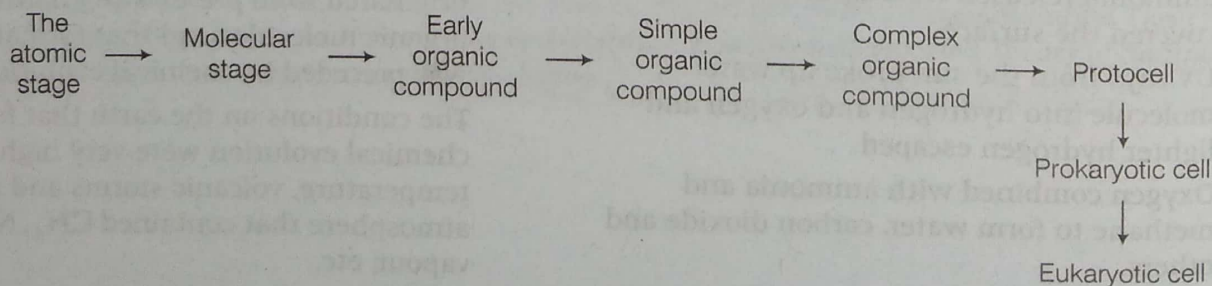 The
atomic
stage
Molecular
stage
Early
organic
compound
Simple
organic
compound
Complex
organic
compound
Protocell
Prokaryotic cell
Eukaryotic cell